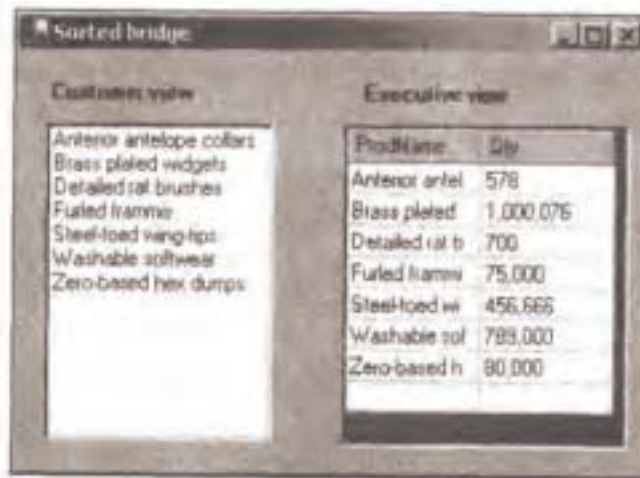 Sorted bridge
Customer view
Anterior antelope collars
Brass plated widgets
Detailed rat brushes
Furled frammis
Steel-toed wing-tips
Washable softwear
Zero-based hex dumps
Executive view
ProdName Qty
Anterior antel 578
Brass plated 1,000,076
Detailed rat b 700
Furled frammi 75,000
Steel-toed wi 456,666
Washable sof 789,000
Zero-based h 80,000